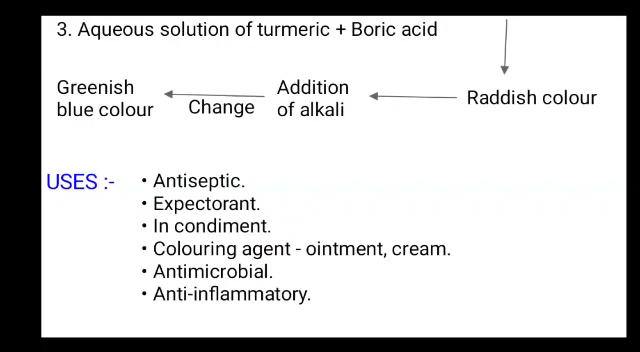 3. Aqueous solution of turmeric + Boric acid
Greenish blue colour
Change
Addition of alkali
Raddish colour
USES :-
• Antiseptic.
• Expectorant.
• In condiment.
• Colouring agent - ointment, cream.
• Antimicrobial.
• Anti-inflammatory.